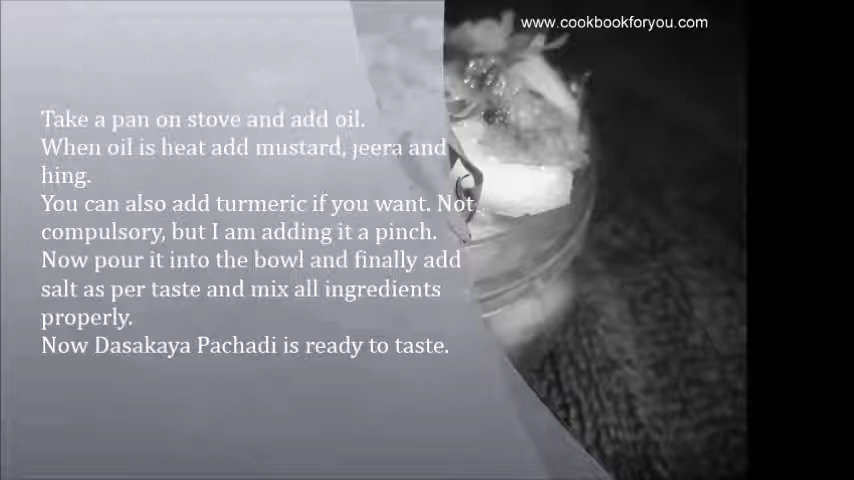 www.cookbookforyou.com
Take a pan on stove and add oil.
When oil is heat add mustard, jeera and
hing.
You can also add turmeric if you want. Not
compulsory, but I am adding it a pinch.
Now pour it into the bowl and finally add
salt as per taste and mix all ingredients
properly.
Now Dasakaya Pachadi is ready to taste.